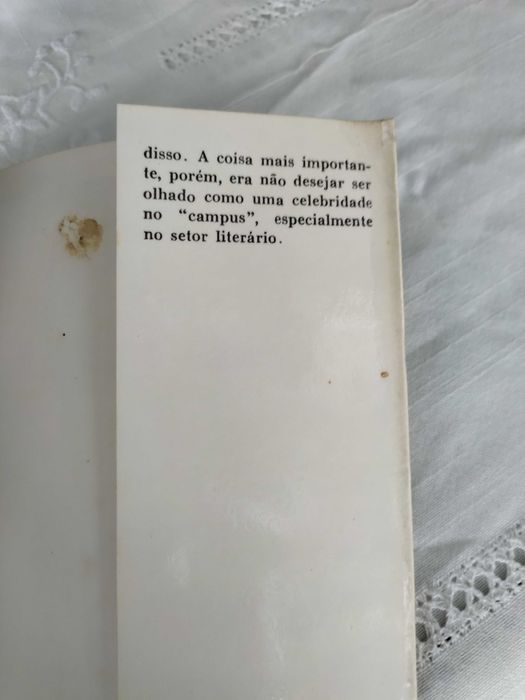 disso. A coisa mais importan-
te, porém, era não desejar ser
olhado como uma celebridade
no “campus”, especialmente
no setor literário.